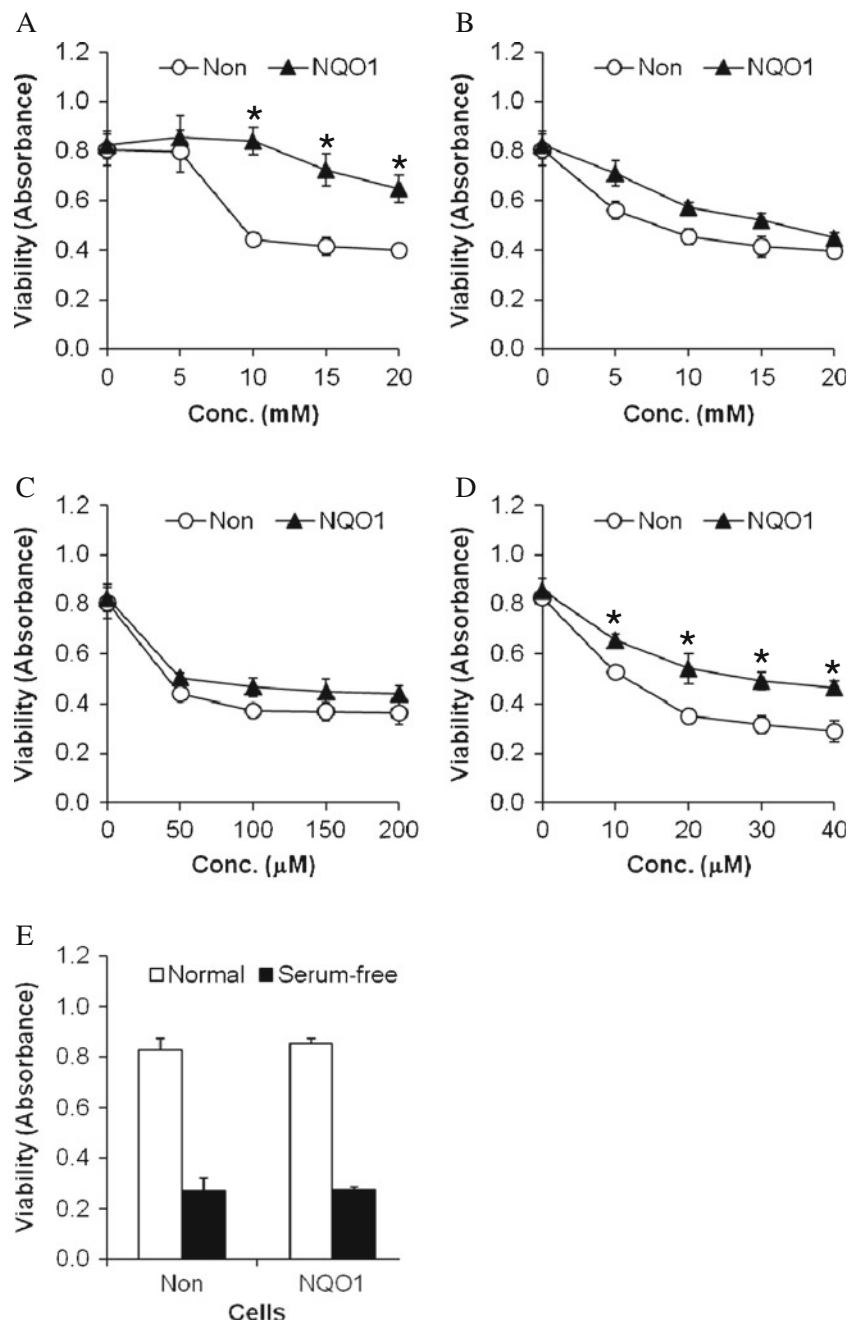 A
1.2
1.0
0.8
0.6
0.4
0.2
0.0
Viability (Absorbance)
Non NQO1
* * *
0 5 10 15 20
Conc. (mM)
B
1.2
1.0
0.8
0.6
0.4
0.2
0.0
Viability (Absorbance)
Non NQO1
0 5 10 15 20
Conc. (mM)
C
1.2
1.0
0.8
0.6
0.4
0.2
0.0
Viability (Absorbance)
Non NQO1
0 50 100 150 200
Conc. (μM)
D
1.2
1.0
0.8
0.6
0.4
0.2
0.0
Viability (Absorbance)
Non NQO1
* * * *
0 10 20 30 40
Conc. (μM)
E
1.2
1.0
0.8
0.6
0.4
0.2
0.0
Viability (Absorbance)
Normal Serum-free
Non NQO1
Cells